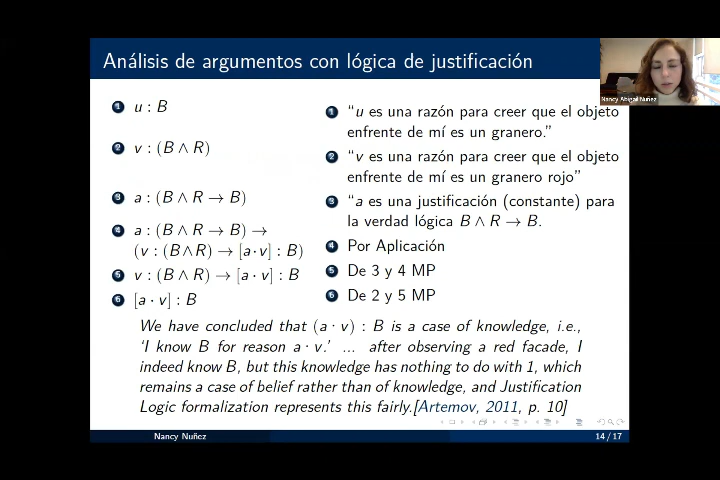 Análisis de argumentos con lógica de justificación
Nancy Abigail Nuñez
1 u : B
2 v : (B ∧ R)
3 a : (B ∧ R → B)
4 a : (B ∧ R → B) →
(v : (B ∧ R) → [a · v] : B)
5 v : (B ∧ R) → [a · v] : B
6 [a · v] : B
1 “u es una razón para creer que el objeto
enfrente de mí es un granero.”
2 “v es una razón para creer que el objeto
enfrente de mí es un granero rojo”
3 “a es una justificación (constante) para
la verdad lógica B ∧ R → B.
4 Por Aplicación
5 De 3 y 4 MP
6 De 2 y 5 MP
We have concluded that (a · v) : B is a case of knowledge, i.e.,
‘I know B for reason a · v.’ ... after observing a red facade, I
indeed know B, but this knowledge has nothing to do with 1, which
remains a case of belief rather than of knowledge, and Justification
Logic formalization represents this fairly.[Artemov, 2011, p. 10]
Nancy Nuñez
14 / 17